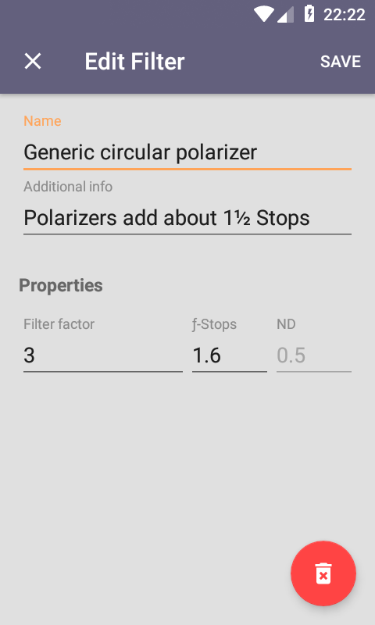 22:22
Edit Filter SAVE
Name
Generic circular polarizer
Additional info
Polarizers add about 1½ Stops
Properties
Filter factor ƒ-Stops ND
3 1.6 0.5